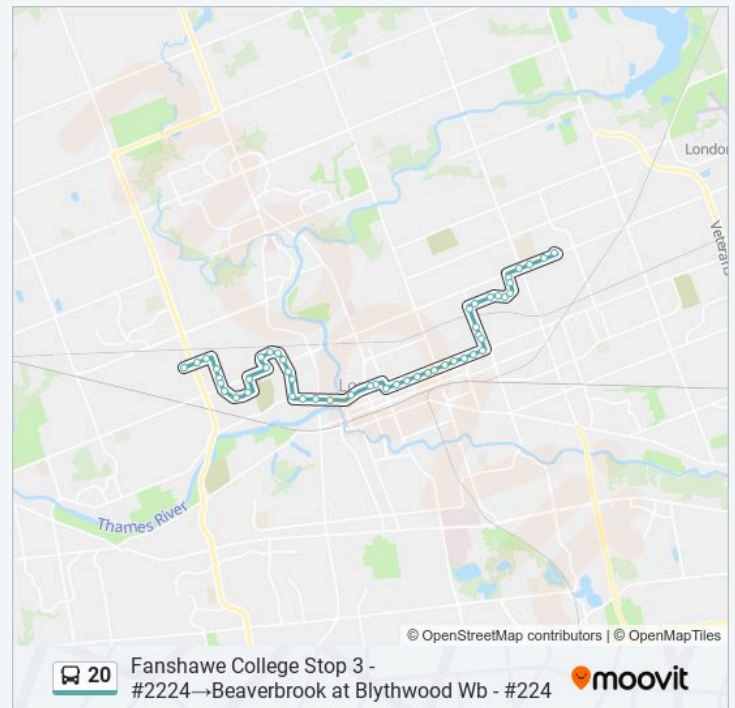 London
Veterans
Lo
Thames River
© OpenStreetMap contributors | © OpenMapTiles
20
Fanshawe College Stop 3 -
#2224→Beaverbrook at Blythwood Wb - #224
moovit